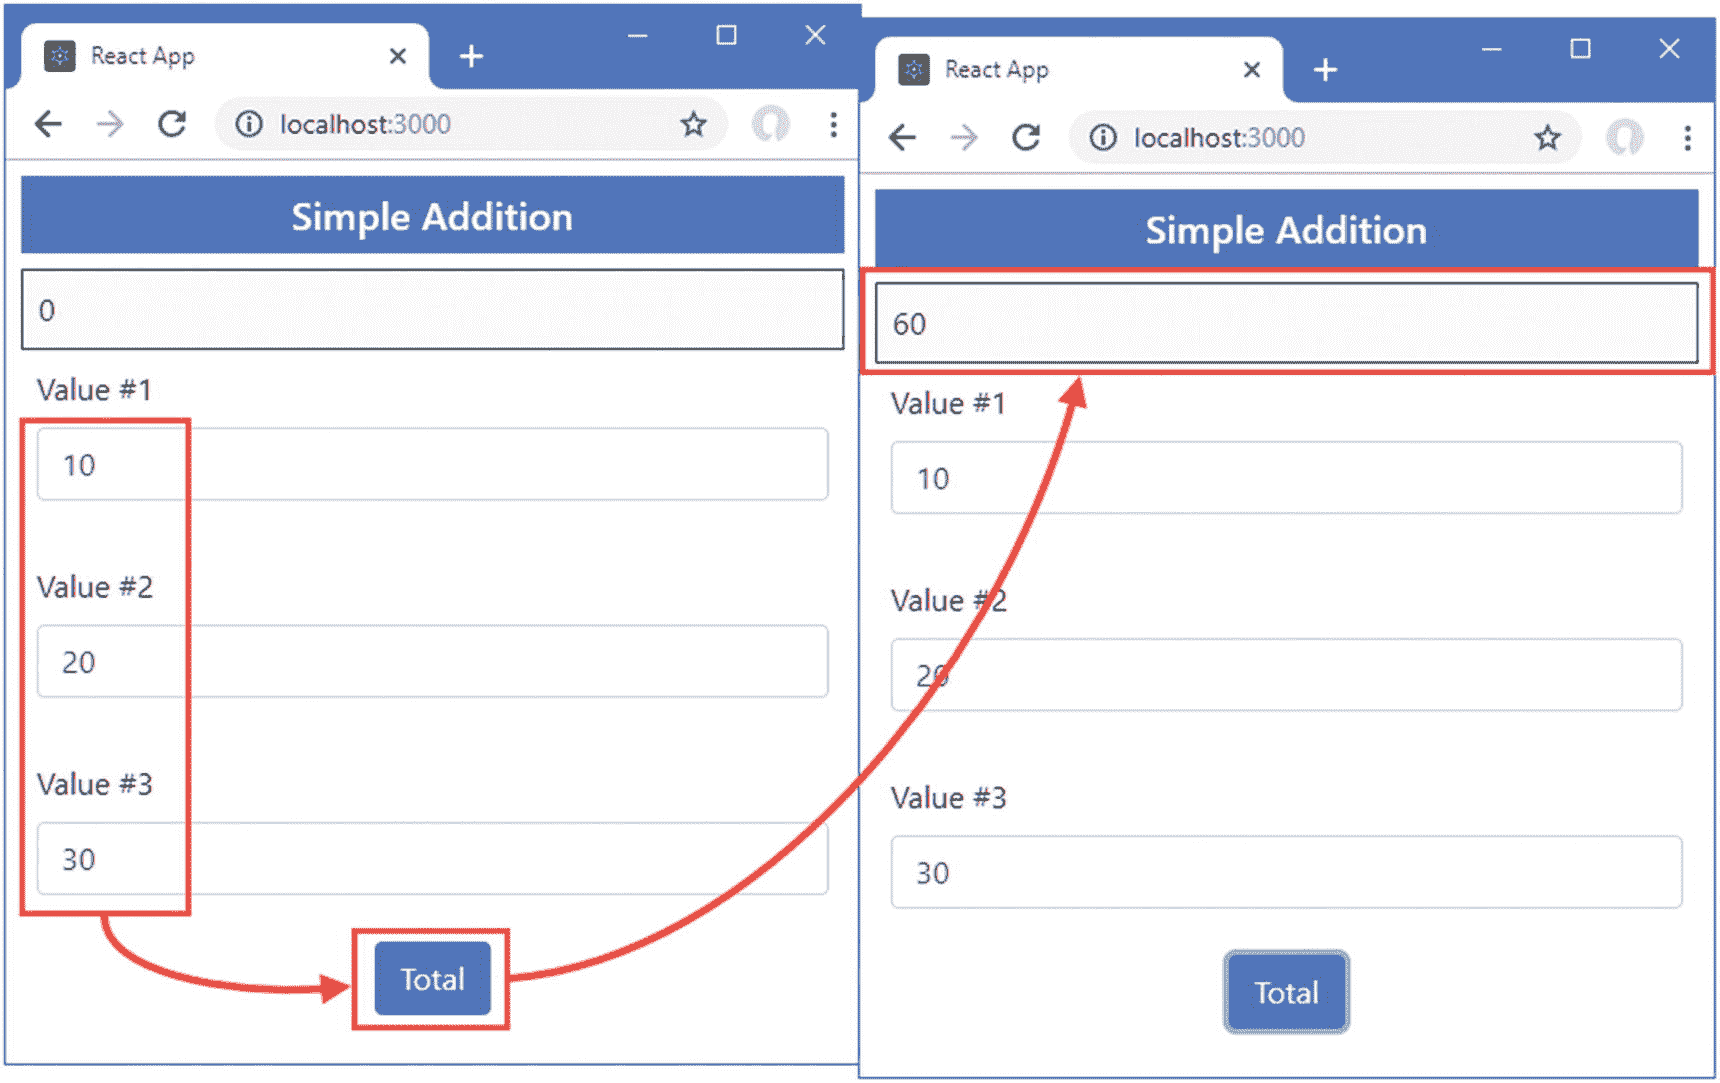 React App
localhost:3000
Simple Addition
0
Value #1
10
Value #2
20
Value #3
30
Total
React App
localhost:3000
Simple Addition
60
Value #1
10
Value #2
20
Value #3
30
Total